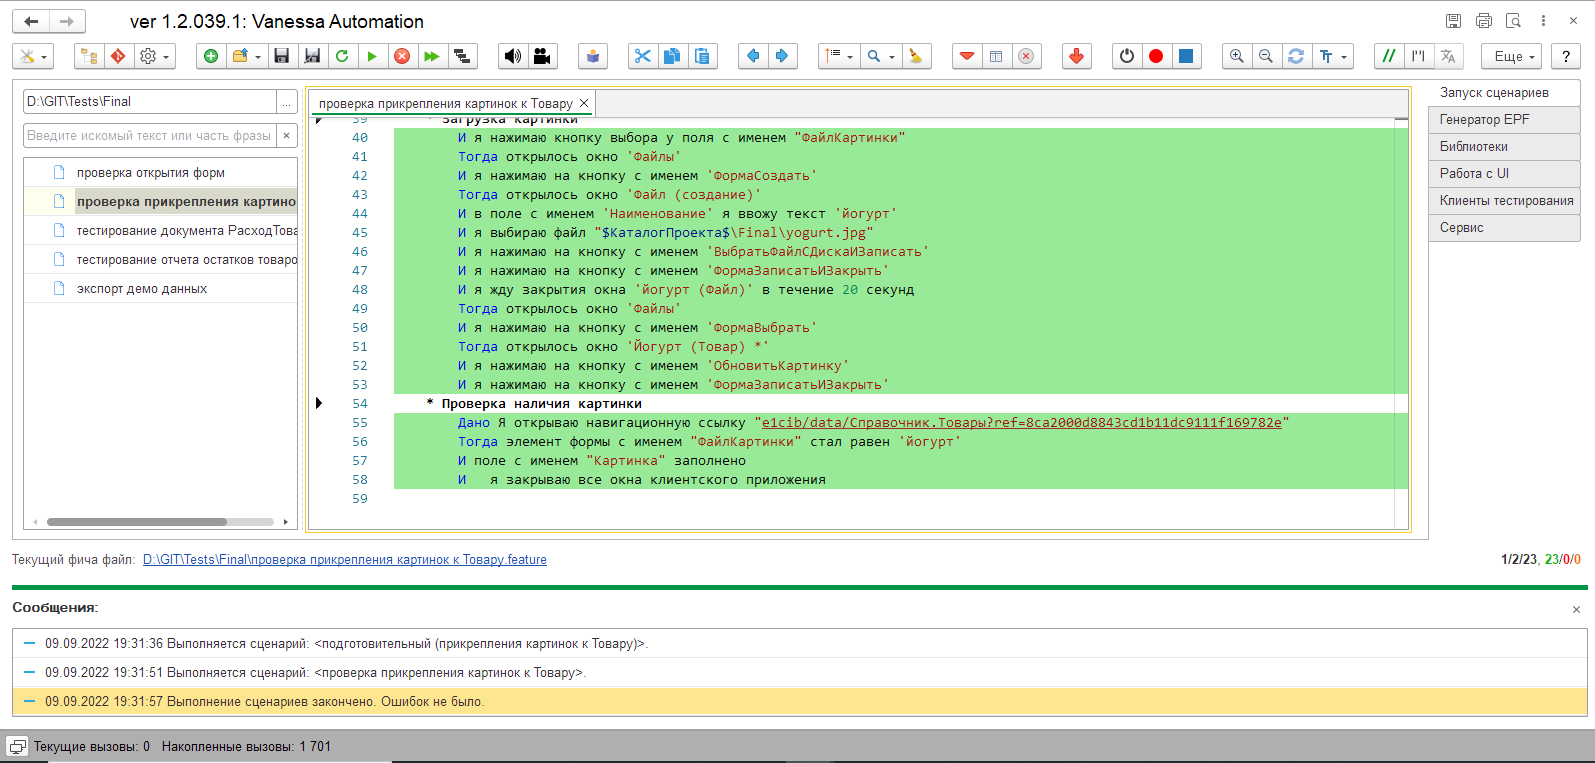 ver 1.2.039.1: Vanessa Automation
Еще
?
D:\GIT\Tests\Final
...
Введите искомый текст или часть фразы
×
проверка открытия форм
проверка прикрепления картино
тестирование документа РасходТова
тестирование отчета остатков товаро
экспорт демо данных
проверка прикрепления картинок к Товару
39 * Загрузка картинки
40 И я нажимаю кнопку выбора у поля с именем "ФайлКартинки"
41 Тогда открылось окно 'Файлы'
42 И я нажимаю на кнопку с именем 'ФормаСоздать'
43 Тогда открылось окно 'Файл (создание)'
44 И в поле с именем 'Наименование' я ввожу текст 'йогурт'
45 И я выбираю файл "$КаталогПроекта$\Final\yogurt.jpg"
46 И я нажимаю на кнопку с именем 'ВыбратьФайлСДискаИЗаписать'
47 И я нажимаю на кнопку с именем 'ФормаЗаписатьИЗакрыть'
48 И я жду закрытия окна 'йогурт (Файл)' в течение 20 секунд
49 Тогда открылось окно 'Файлы'
50 И я нажимаю на кнопку с именем 'ФормаВыбрать'
51 Тогда открылось окно 'Йогурт (Товар) *'
52 И я нажимаю на кнопку с именем 'ОбновитьКартинку'
53 И я нажимаю на кнопку с именем 'ФормаЗаписатьИЗакрыть'
54 * Проверка наличия картинки
55 Дано Я открываю навигационную ссылку "e1cib/data/Справочник.Товары?ref=8ca2000d8843cd1b11dc9111f169782e"
56 Тогда элемент формы с именем "ФайлКартинки" стал равен 'йогурт'
57 И поле с именем "Картинка" заполнено
58 И я закрываю все окна клиентского приложения
59
Запуск сценариев
Генератор EPF
Библиотеки
Работа с UI
Клиенты тестирования
Сервис
Текущий фича файл: D:\GIT\Tests\Final\проверка прикрепления картинок к Товару.feature
1/2/23, 23/0/0
Сообщения:
09.09.2022 19:31:36 Выполняется сценарий: <подготовительный (прикрепления картинок к Товару)>.
09.09.2022 19:31:51 Выполняется сценарий: <проверка прикрепления картинок к Товару>.
09.09.2022 19:31:57 Выполнение сценариев закончено. Ошибок не было.
Текущие вызовы: 0 Накопленные вызовы: 1 701